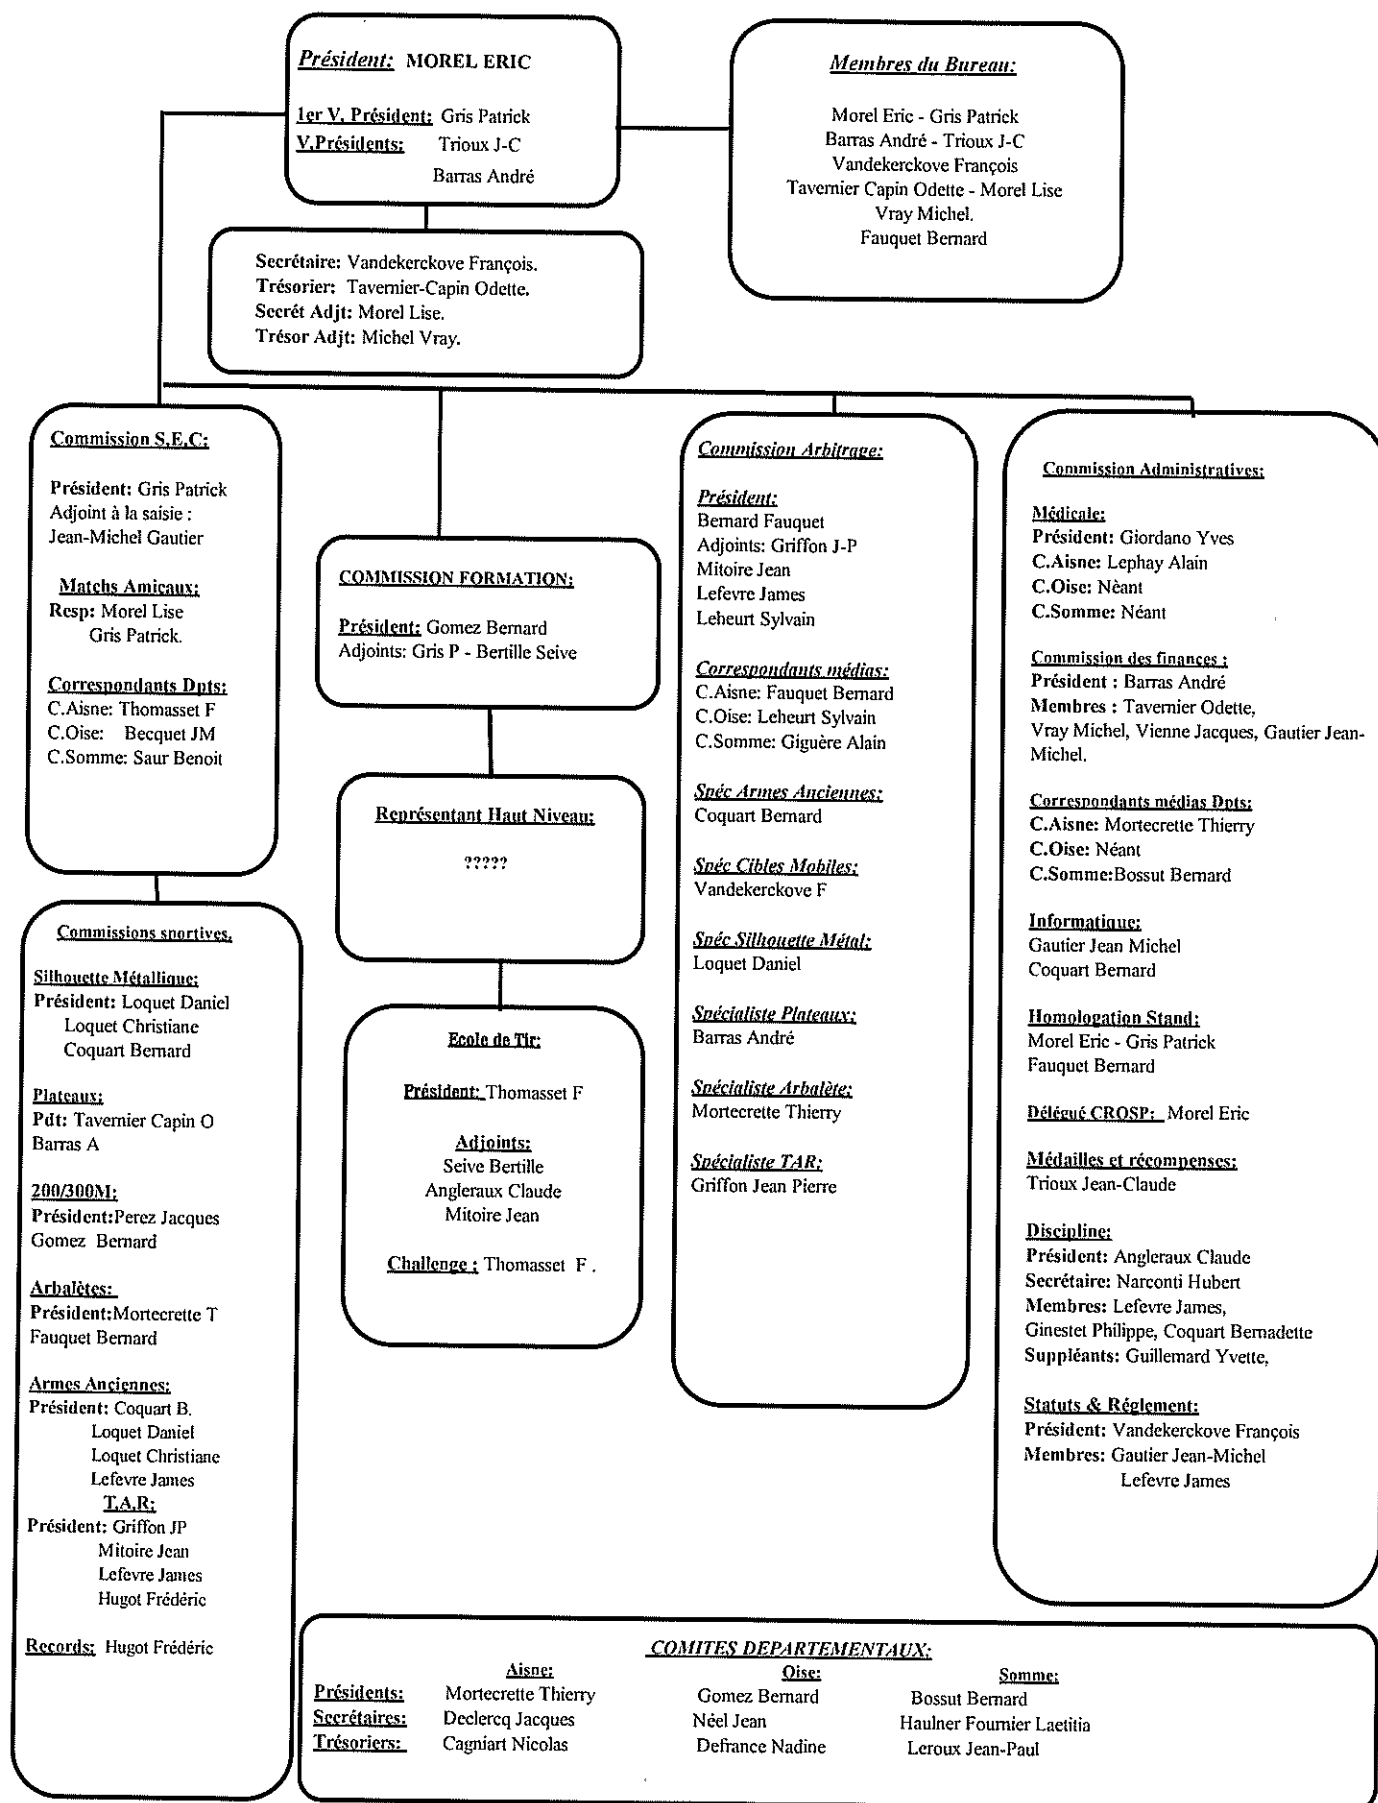 Président: MOREL ERIC
1er V. Président: Gris Patrick
V.Présidents: Trioux J-C
Barras André
Membres du Bureau:
Morel Eric - Gris Patrick
Barras André - Trioux J-C
Vandekerckove François
Tavernier Capin Odette - Morel Lise
Vray Michel.
Fauquet Bernard
Secrétaire: Vandekerckove François.
Trésorier: Tavernier-Capin Odette.
Secrét Adjt: Morel Lise.
Trésor Adjt: Michel Vray.
Commission S.E.C:
Président: Gris Patrick
Adjoint à la saisie :
Jean-Michel Gautier
Matchs Amicaux:
Resp: Morel Lise
Gris Patrick.
Correspondants Dpts:
C.Aisne: Thomasset F
C.Oise: Becquet JM
C.Somme: Saur Benoit
Commissions sportives.
Silhouette Métallique:
Président: Loquet Daniel
Loquet Christiane
Coquart Bernard
Plateaux:
Pdt: Tavernier Capin O
Barras A
200/300M:
Président:Perez Jacques
Gomez Bernard
Arbalètes:
Président:Mortecrette T
Fauquet Bernard
Armes Anciennes:
Président: Coquart B.
Loquet Daniel
Loquet Christiane
Lefevre James
T.A.R:
Président: Griffon JP
Mitoire Jean
Lefevre James
Hugot Frédéric
Records: Hugot Frédéric
COMMISSION FORMATION:
Président: Gomez Bernard
Adjoints: Gris P - Bertille Seive
Représentant Haut Niveau:
?????
Ecole de Tir:
Président: Thomasset F
Adjoints:
Seive Bertille
Angleraux Claude
Mitoire Jean
Challenge : Thomasset F .
Commission Arbitrage:
Président:
Bernard Fauquet
Adjoints: Griffon J-P
Mitoire Jean
Lefevre James
Leheurt Sylvain
Correspondants médias:
C.Aisne: Fauquet Bernard
C.Oise: Leheurt Sylvain
C.Somme: Giguère Alain
Spéc Armes Anciennes:
Coquart Bernard
Spéc Cibles Mobiles:
Vandekerckove F
Spéc Silhouette Métal:
Loquet Daniel
Spécialiste Plateaux:
Barras André
Spécialiste Arbalète:
Mortecrette Thierry
Spécialiste TAR:
Griffon Jean Pierre
Commission Administratives:
Médicale:
Président: Giordano Yves
C.Aisne: Lephay Alain
C.Oise: Nèant
C.Somme: Néant
Commission des finances :
Président : Barras André
Membres : Tavernier Odette,
Vray Michel, Vienne Jacques, Gautier Jean-
Michel.
Correspondants médias Dpts:
C.Aisne: Mortecrette Thierry
C.Oise: Néant
C.Somme:Bossut Bernard
Informatique:
Gautier Jean Michel
Coquart Bernard
Homologation Stand:
Morel Eric - Gris Patrick
Fauquet Bernard
Délégué CROSP: Morel Eric
Médailles et récompenses:
Trioux Jean-Claude
Discipline:
Président: Angleraux Claude
Secrétaire: Narconti Hubert
Membres: Lefevre James,
Ginestet Philippe, Coquart Bernadette
Suppléants: Guillemard Yvette,
Statuts & Réglement:
Président: Vandekerckove François
Membres: Gautier Jean-Michel
Lefevre James
COMITES DEPARTEMENTAUX:
Aisne: Oise: Somme:
Présidents: Mortecrette Thierry Gomez Bernard Bossut Bernard
Secrétaires: Declercq Jacques Néel Jean Haulner Fournier Laetitia
Trésoriers: Cagniart Nicolas Defrance Nadine Leroux Jean-Paul